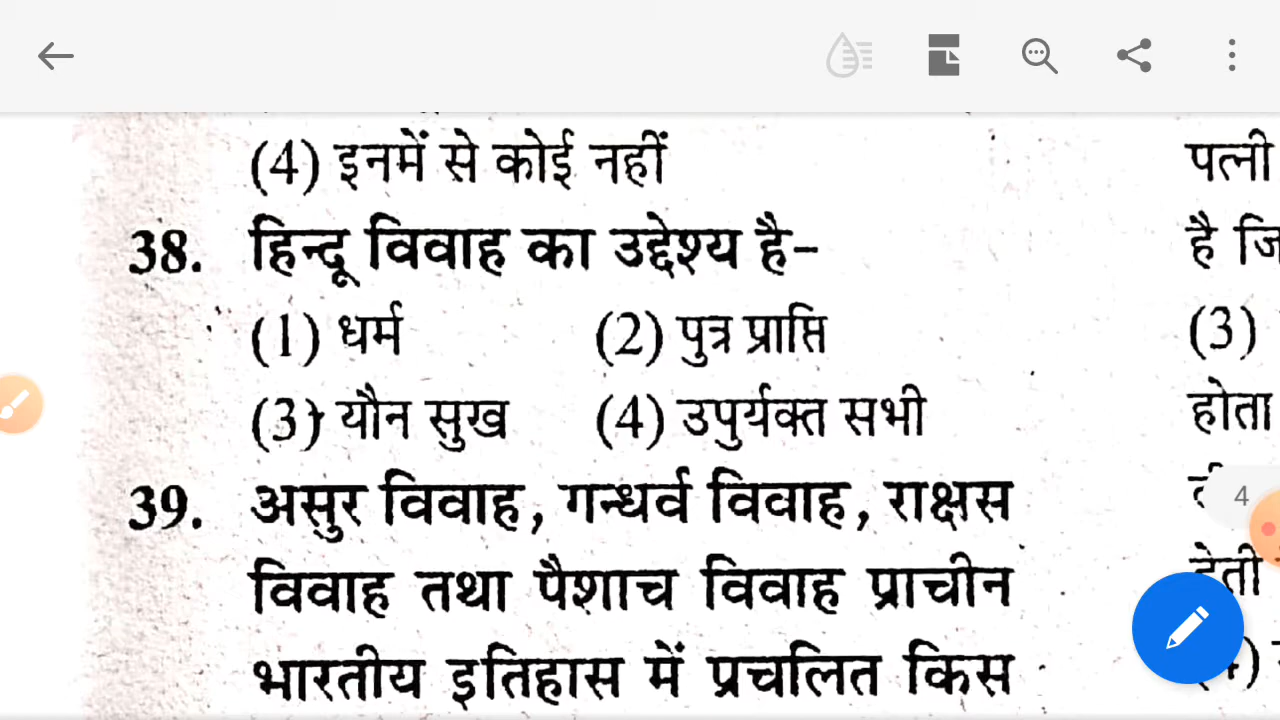 (4) इनमें से कोई नहीं
38. हिन्दू विवाह का उद्देश्य है-
(1) धर्म (2) पुत्र प्राप्ति
(3) यौन सुख (4) उपुर्यक्त सभी
39. असुर विवाह, गन्धर्व विवाह, राक्षस
विवाह तथा पैशाच विवाह प्राचीन
भारतीय इतिहास में प्रचलित किस
पत्नी
है
(3)
होता
4